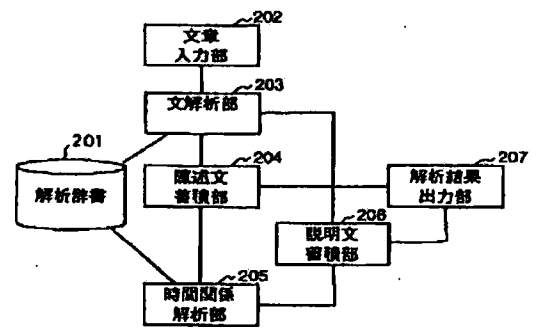 202
文章
入力部
203
文解析部
201
解析辞書
204
陳述文
蓄積部
207
解析結果
出力部
206
説明文
蓄積部
205
時間関係
解析部